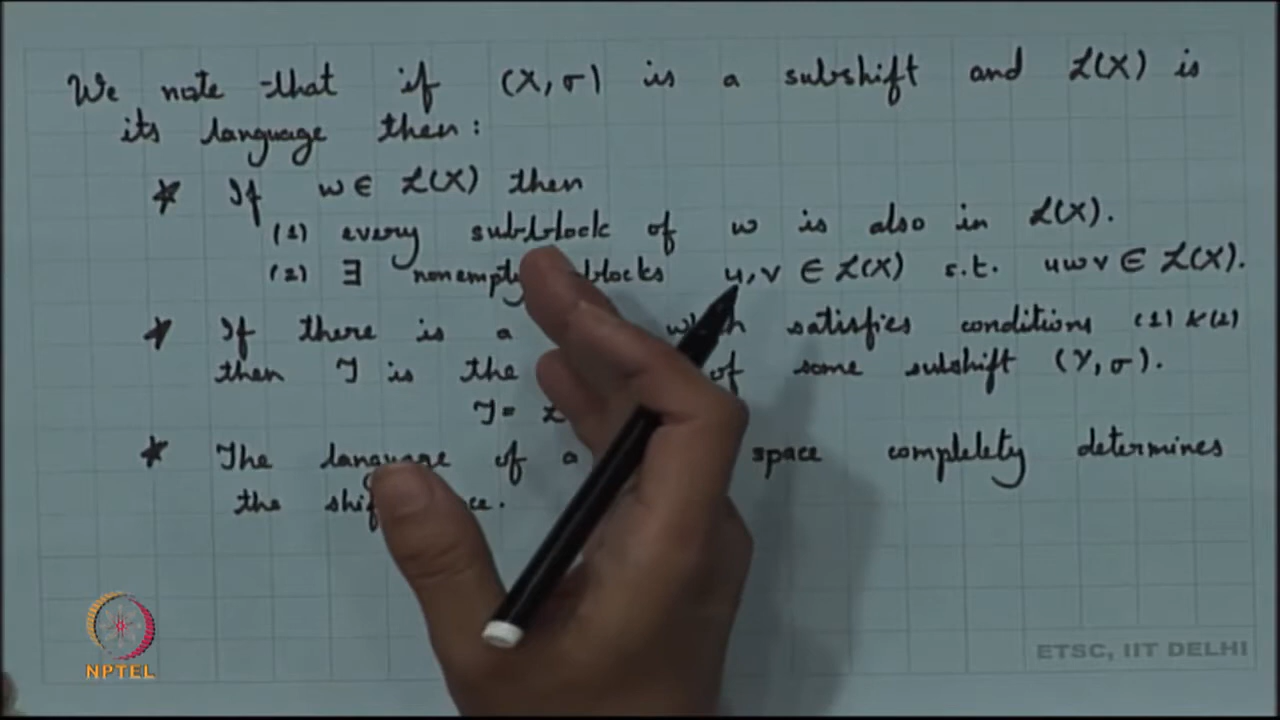 We note that if (X, σ) is a subshift and ℒ(X) is
its language then :
* If w ∈ ℒ(X) then
(1) every subblock of w is also in ℒ(X).
(2) ∃ nonempty blocks u, v ∈ ℒ(X) s.t. uwv ∈ ℒ(X).
* If there is a which satisfies conditions (1) & (2)
then J is the of some subshift (Y, σ).
J =
* The language of a space completely determines
the
NPTEL
ETSC, IIT DELHI